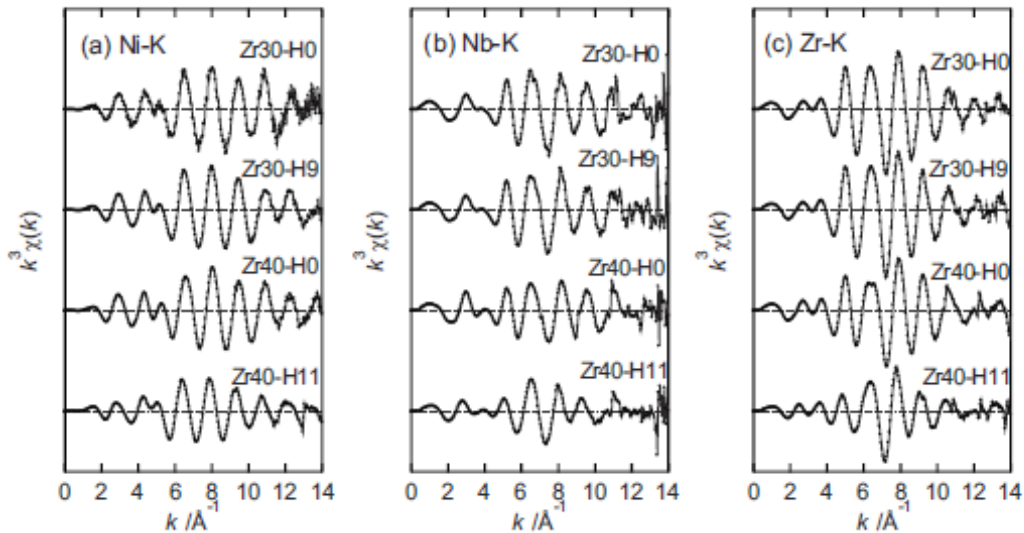 (a) Ni-K
Zr30-H0
Zr30-H9
Zr40-H0
Zr40-H11
k³χ(k)
0 2 4 6 8 10 12 14
k /Å⁻¹
(b) Nb-K
Zr30-H0
Zr30-H9
Zr40-H0
Zr40-H11
k³χ(k)
0 2 4 6 8 10 12 14
k /Å⁻¹
(c) Zr-K
Zr30-H0
Zr30-H9
Zr40-H0
Zr40-H11
k³χ(k)
0 2 4 6 8 10 12 14
k /Å⁻¹